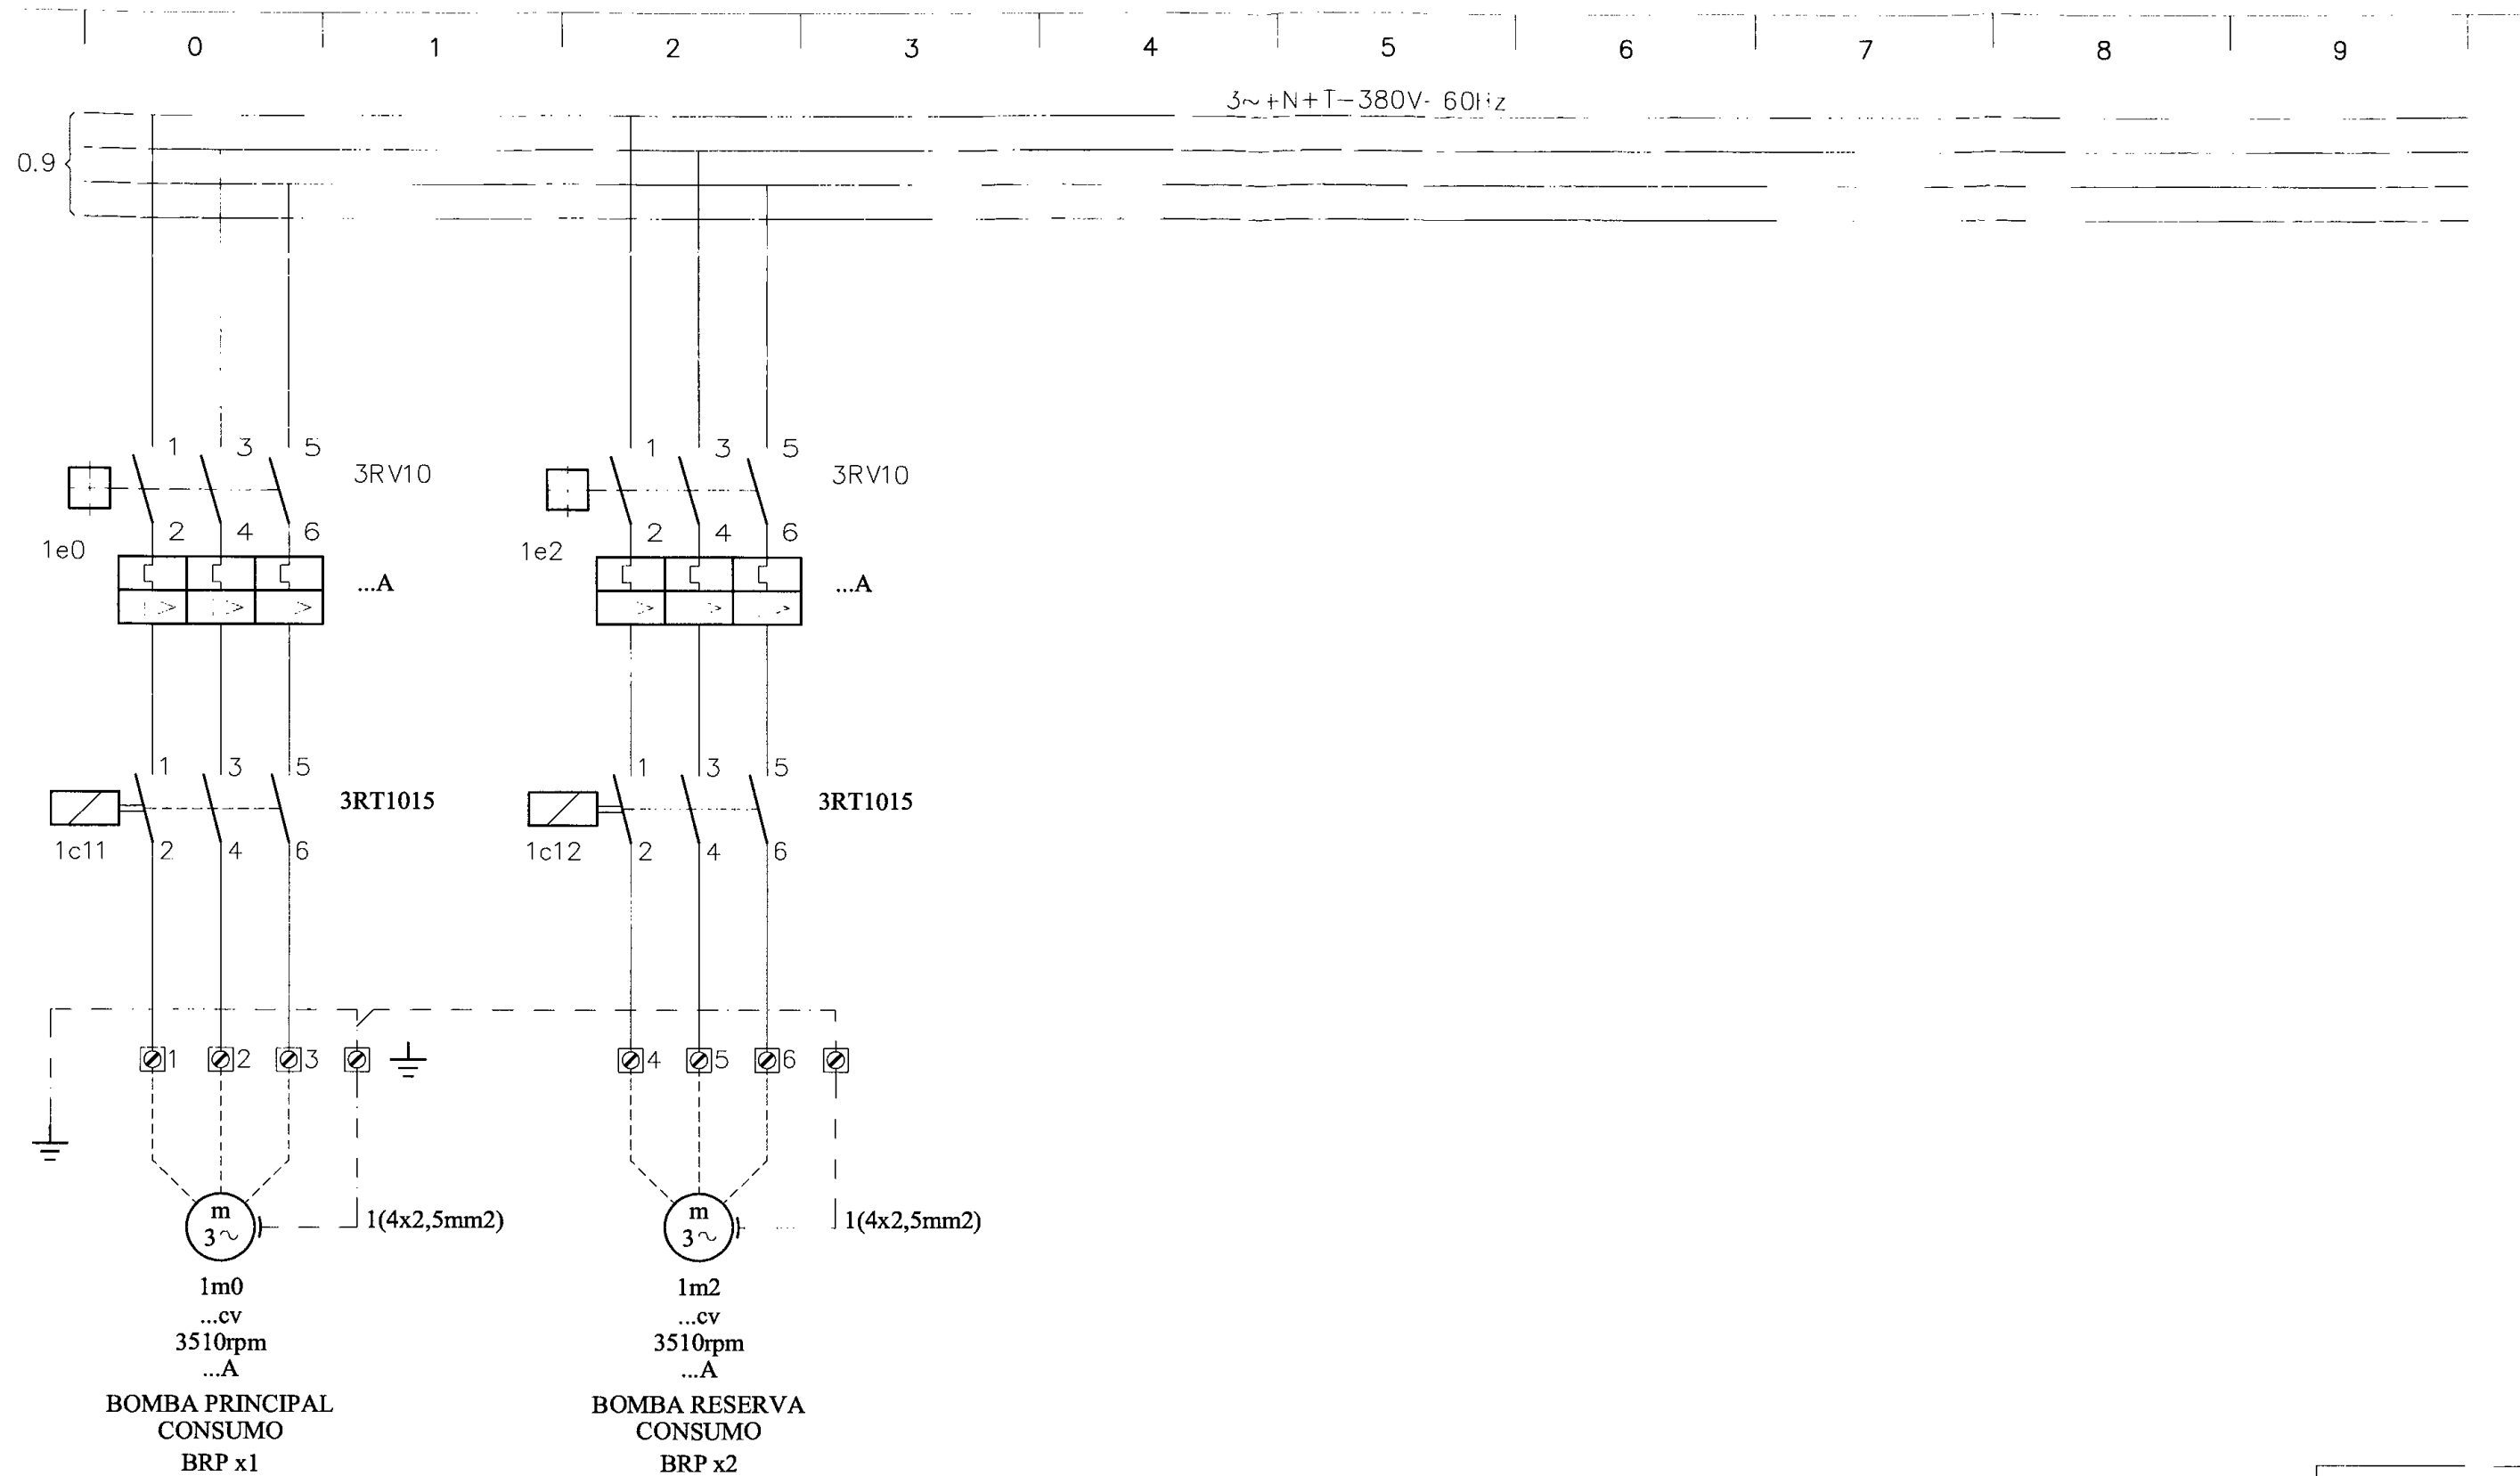 0 1 2 3 4 5 6 7 8 9
3~+N+T-380V- 60Hz
0.9
1 3 5
3RV10
1 3 5
3RV10
2 4 6
2 4 6
1e0
1e2
...A
...A
> > >
> > >
1 3 5
1 3 5
3RT1015
3RT1015
1c11 2 4 6
1c12 2 4 6
1 2 3
4 5 6
m
3~
1(4x2,5mm2)
m
3~
1(4x2,5mm2)
1m0
...cv
3510rpm
...A
BOMBA PRINCIPAL
CONSUMO
BRP x1
1m2
...cv
3510rpm
...A
BOMBA RESERVA
CONSUMO
BRP x2